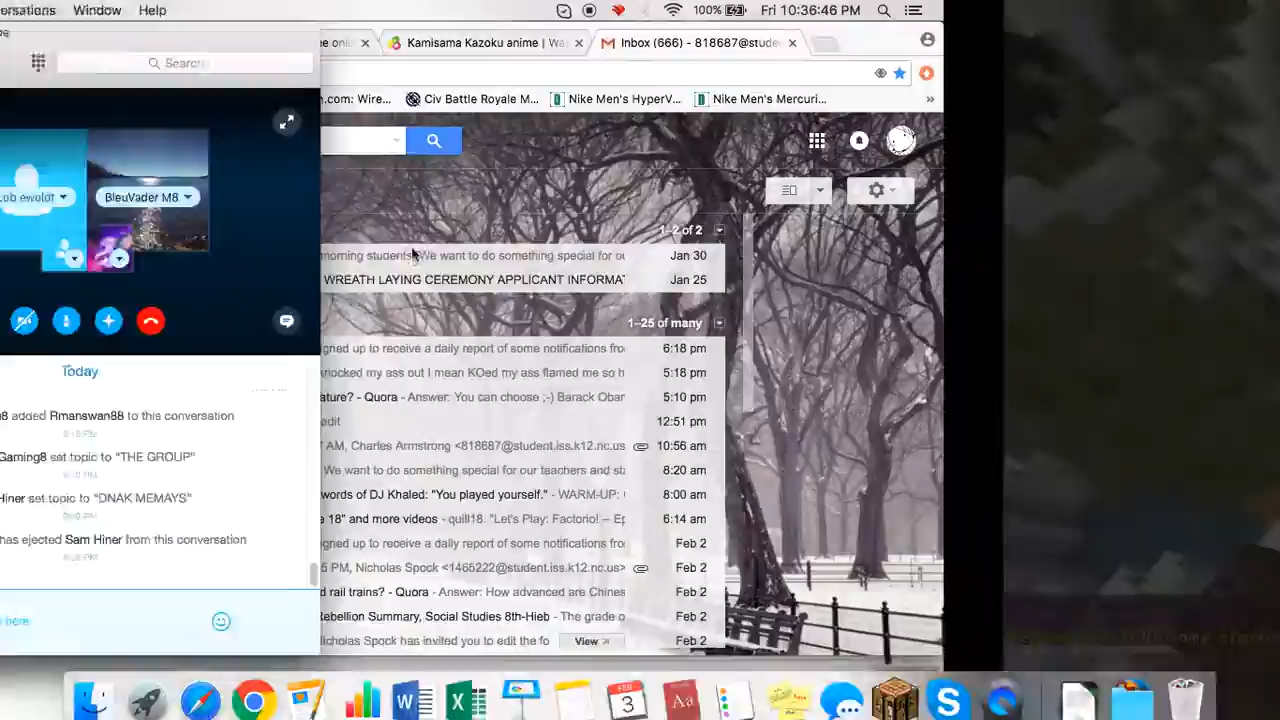 ersations Window Help 100% Fri 10:36:46 PM
Kamisama Kazoku anime | Wa Inbox (666) - 818687@stude
Search
.com: Wire... Civ Battle Royale M... Nike Men's HyperV... Nike Men's Mercuri... »
ob ewoldt BleuVader M8
1–2 of 2
morning students, We want to do something special for ou Jan 30
WREATH LAYING CEREMONY APPLICANT INFORMAT Jan 25
1–25 of many
gned up to receive a daily report of some notifications fro 6:18 pm
Today
knocked my ass out I mean KOed my ass flamed me so h 5:18 pm
ature? - Quora - Answer: You can choose ;-) Barack Obar 5:10 pm
8 added Rmanswan88 to this conversation
edit 12:51 pm
AM, Charles Armstrong <818687@student.iss.k12.nc.us 10:56 am
Gaming8 set topic to "THE GROUP"
We want to do something special for our teachers and sta 8:20 am
words of DJ Khaled: "You played yourself." - WARM-UP: 8:00 am
Hiner set topic to "DNAK MEMAYS"
e 18" and more videos - quill18. "Let's Play: Factorio! – Ep 6:14 am
has ejected Sam Hiner from this conversation
gned up to receive a daily report of some notifications fro Feb 2
5 PM, Nicholas Spock <1465222@student.iss.k12.nc.us> Feb 2
d rail trains? - Quora - Answer: How advanced are Chines Feb 2
Rebellion Summary, Social Studies 8th-Hieb - The grade o Feb 2
here
Nicholas Spock has invited you to edit the fo View Feb 2
FEB
3